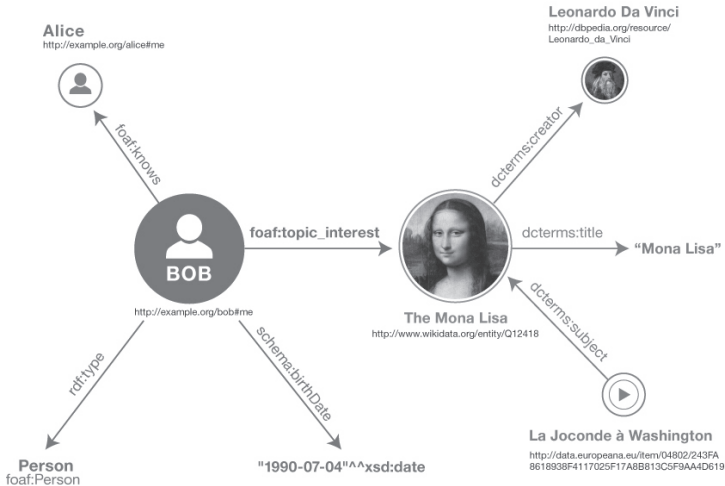 Alice
http://example.org/alice#me
Leonardo Da Vinci
http://dbpedia.org/resource/
Leonardo_da_Vinci
foaf:knows
dcterms:creator
BOB
http://example.org/bob#me
foaf:topic_interest
dcterms:title
“Mona Lisa”
The Mona Lisa
http://www.wikidata.org/entity/Q12418
dcterms:subject
rdf:type
schema:birthDate
La Joconde à Washington
http://data.europeana.eu/item/04802/243FA
8618938F4117025F17A8B813C5F9AA4D619
Person
foaf:Person
"1990-07-04"^^xsd:date